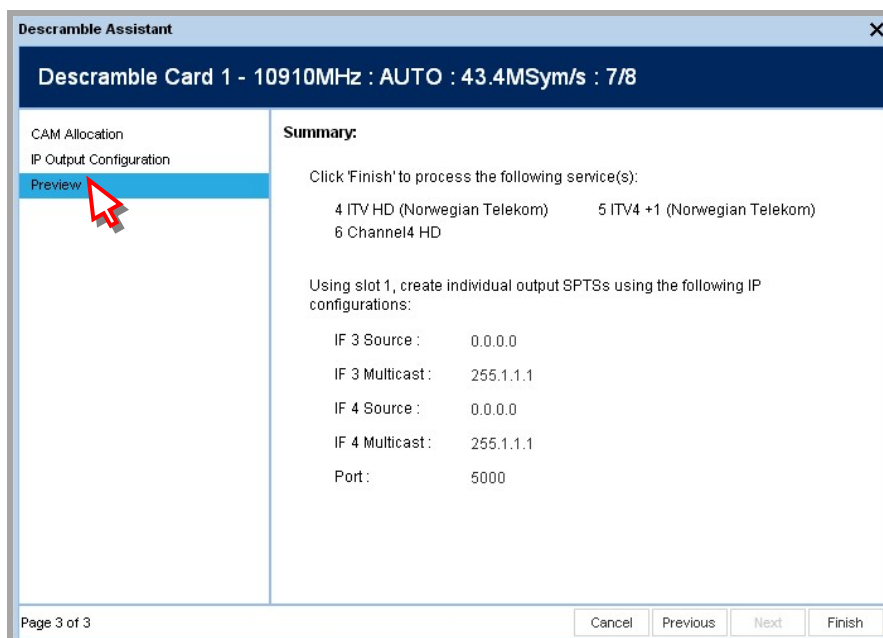 Descramble Assistant
Descramble Card 1 - 10910MHz : AUTO : 43.4MSym/s : 7/8
CAM Allocation
IP Output Configuration
Preview
Summary:
Click 'Finish' to process the following service(s):
4 ITV HD (Norwegian Telekom) 5 ITV4 +1 (Norwegian Telekom)
6 Channel4 HD
Using slot 1, create individual output SPTSs using the following IP
configurations:
IF 3 Source : 0.0.0.0
IF 3 Multicast : 255.1.1.1
IF 4 Source : 0.0.0.0
IF 4 Multicast : 255.1.1.1
Port : 5000
Page 3 of 3
Cancel Previous Next Finish